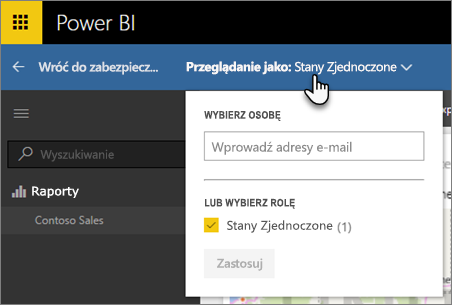 Power BI
Wróć do zabezpiecz... Przeglądanie jako: Stany Zjednoczone
WYBIERZ OSOBĘ
Wprowadź adresy e-mail
Wyszukiwanie
Raporty
Contoso Sales
LUB WYBIERZ ROLĘ
Stany Zjednoczone (1)
Zastosuj